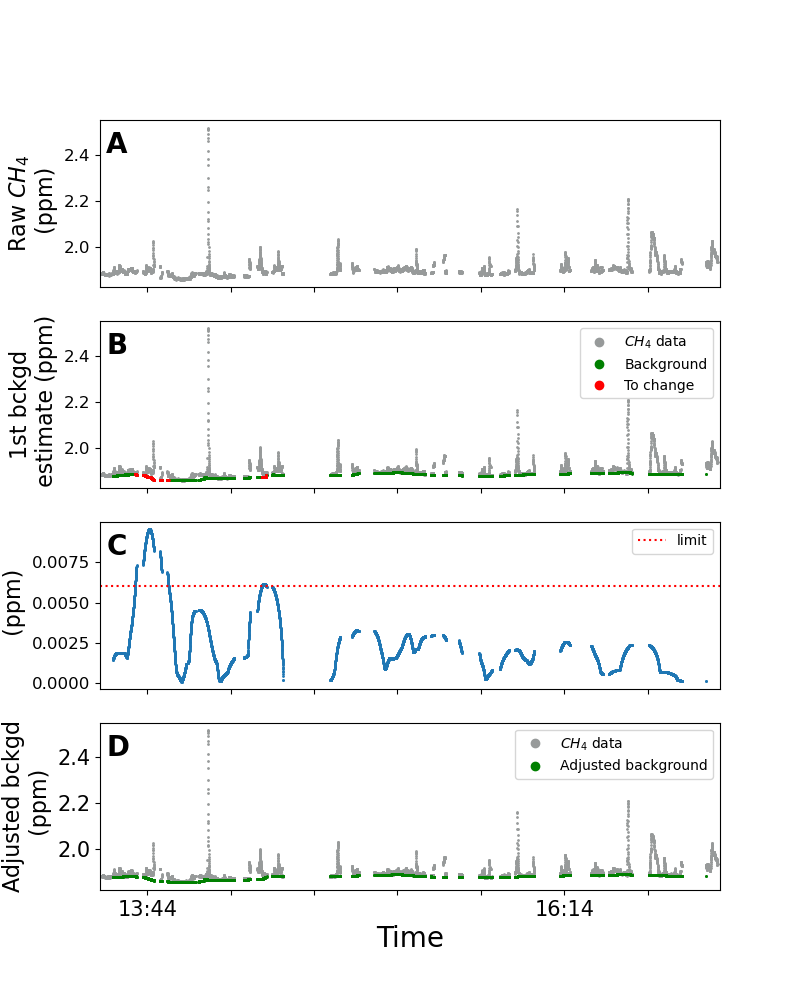 A
Raw CH4
(ppm)
2.4
2.2
2.0
B
1st bckgd
estimate (ppm)
2.4
2.2
2.0
CH4 data
Background
To change
C
(ppm)
0.0075
0.0050
0.0025
0.0000
limit
D
Adjusted bckgd
(ppm)
2.4
2.2
2.0
CH4 data
Adjusted background
13:44
16:14
Time